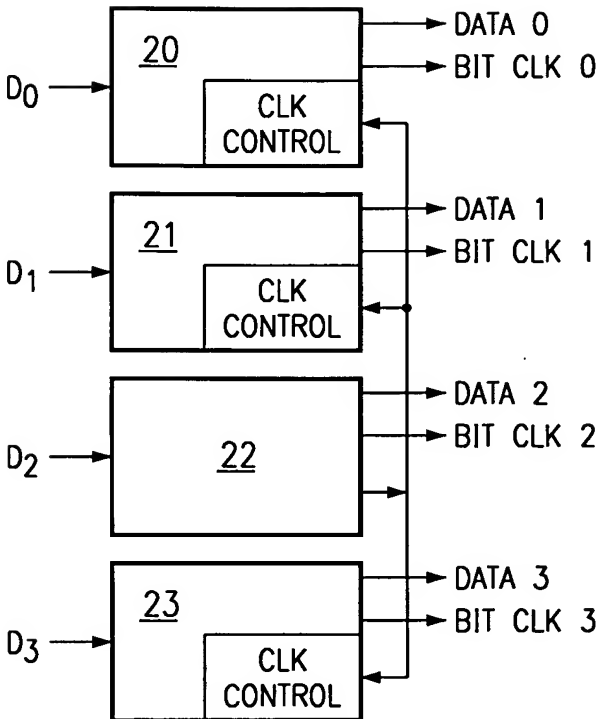 DATA 0
20
BIT CLK 0
D0
CLK
CONTROL
DATA 1
21
BIT CLK 1
D1
CLK
CONTROL
DATA 2
BIT CLK 2
D2
22
DATA 3
23
BIT CLK 3
D3
CLK
CONTROL